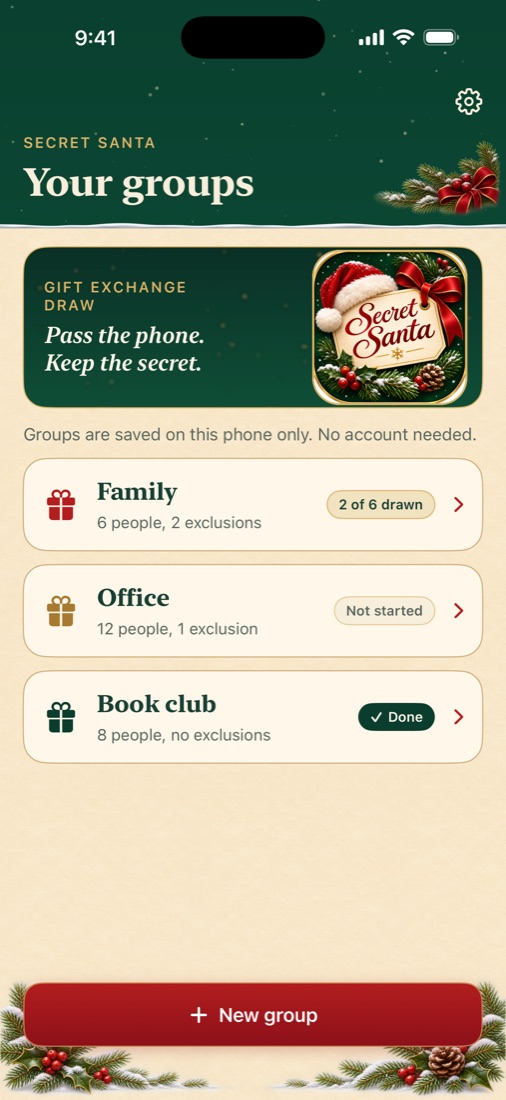 9:41
SECRET SANTA
Your groups
GIFT EXCHANGE
DRAW
Pass the phone.
Keep the secret.
Secret
Santa
Groups are saved on this phone only. No account needed.
Family
6 people, 2 exclusions
2 of 6 drawn
Office
12 people, 1 exclusion
Not started
Book club
8 people, no exclusions
✓ Done
+ New group